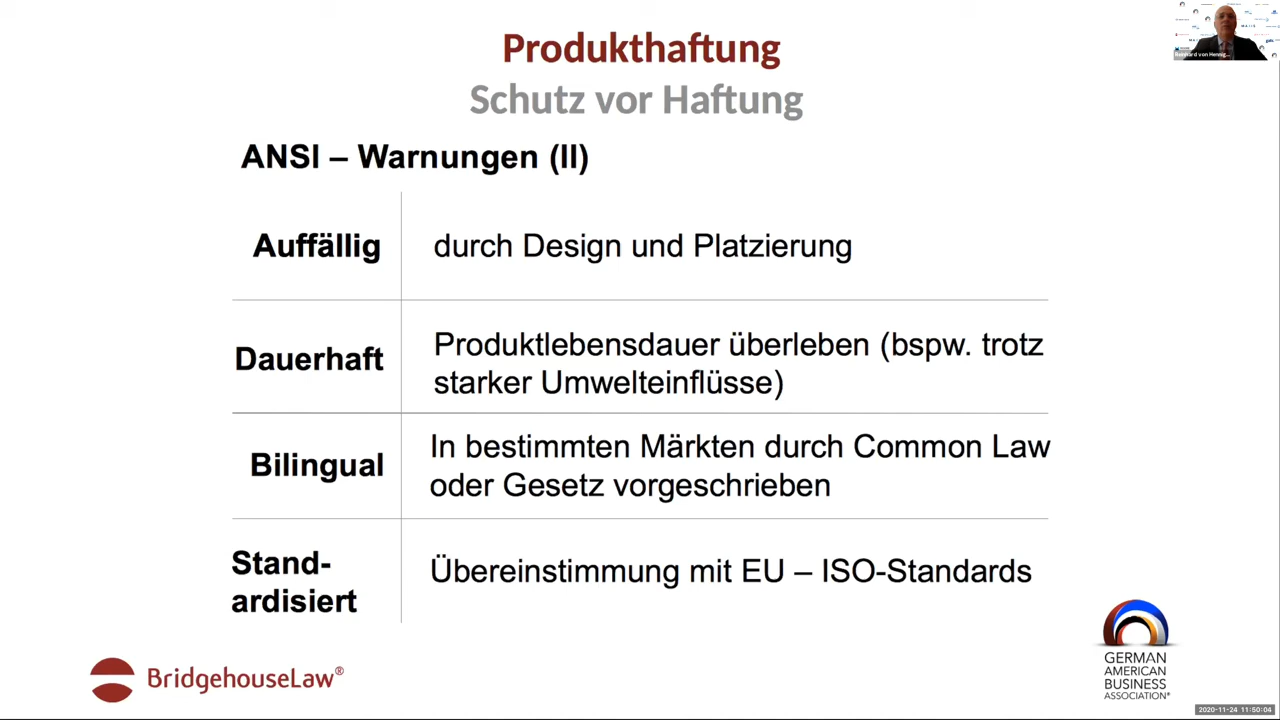 Produkthaftung
Schutz vor Haftung
ANSI – Warnungen (II)
Auffällig
durch Design und Platzierung
Dauerhaft
Produktlebensdauer überleben (bspw. trotz
starker Umwelteinflüsse)
Bilingual
In bestimmten Märkten durch Common Law
oder Gesetz vorgeschrieben
Stand-
ardisiert
Übereinstimmung mit EU – ISO-Standards
BridgehouseLaw®
GERMAN
AMERICAN
BUSINESS
ASSOCIATION®
2020-11-24 11:50:04